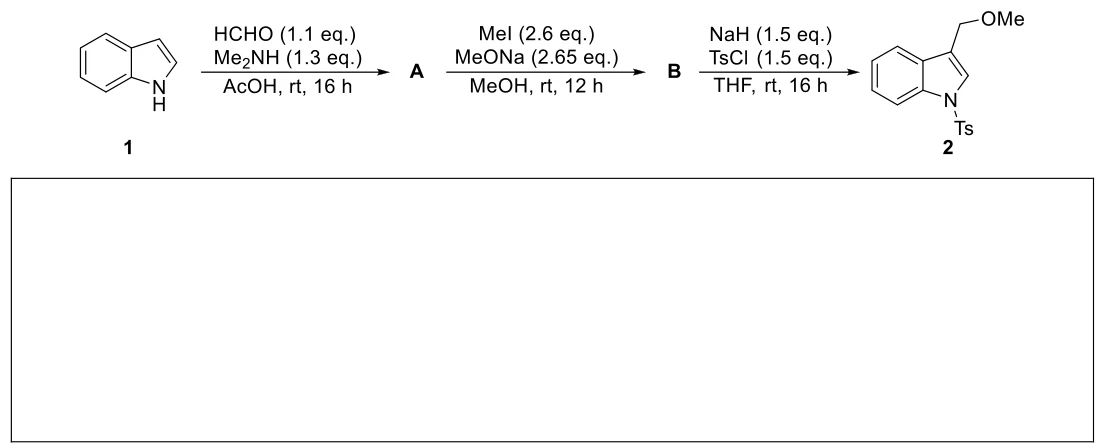 HCHO (1.1 eq.)
Me₂NH (1.3 eq.)
AcOH, rt, 16 h
A
MeI (2.6 eq.)
MeONa (2.65 eq.)
MeOH, rt, 12 h
B
NaH (1.5 eq.)
TsCl (1.5 eq.)
THF, rt, 16 h
OMe
N
H
N
Ts
1
2